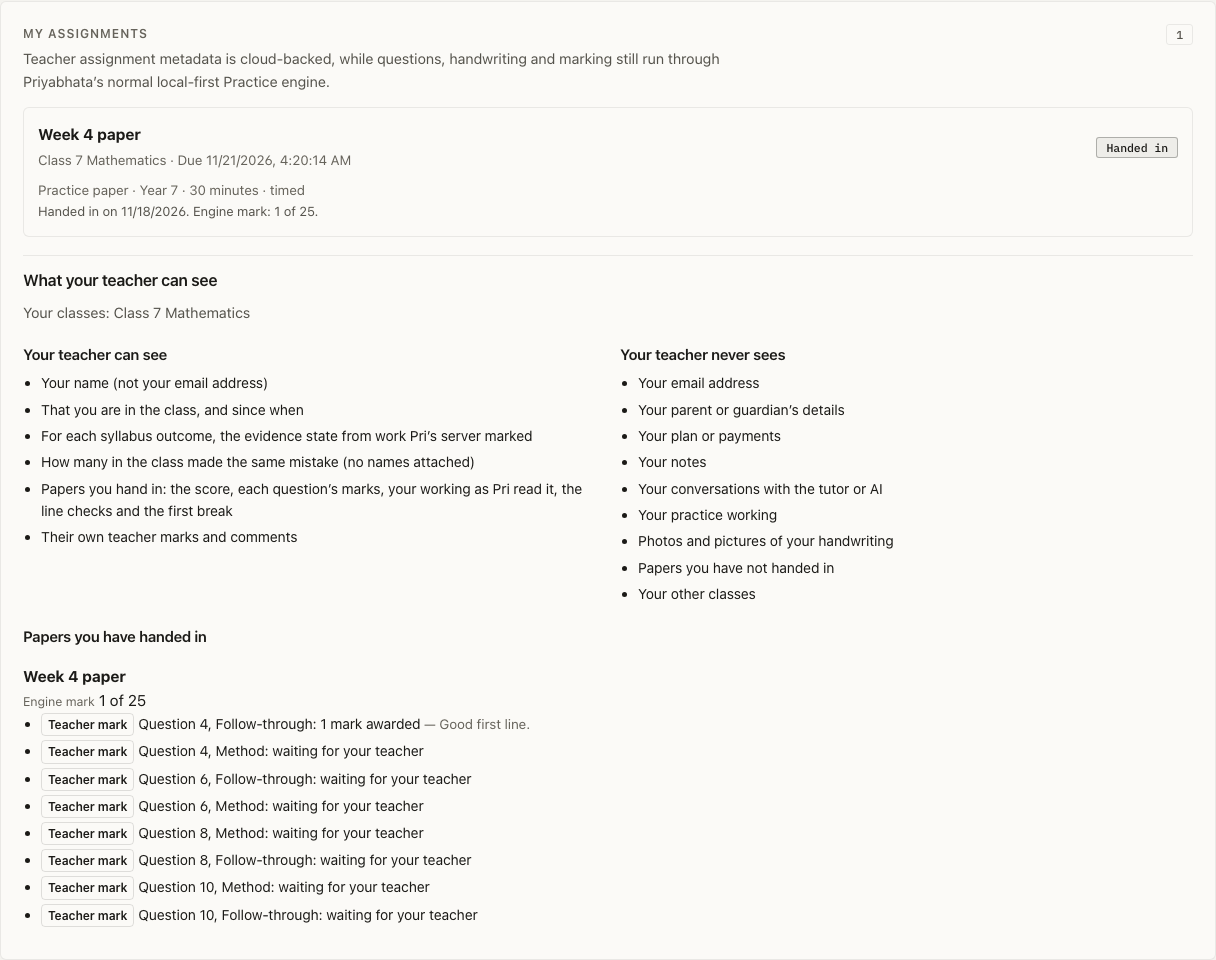 MY ASSIGNMENTS
1
Teacher assignment metadata is cloud-backed, while questions, handwriting and marking still run through
Priyabhata’s normal local-first Practice engine.
Week 4 paper
Class 7 Mathematics · Due 11/21/2026, 4:20:14 AM
Handed in
Practice paper · Year 7 · 30 minutes · timed
Handed in on 11/18/2026. Engine mark: 1 of 25.
What your teacher can see
Your classes: Class 7 Mathematics
Your teacher can see
• Your name (not your email address)
• That you are in the class, and since when
• For each syllabus outcome, the evidence state from work Pri’s server marked
• How many in the class made the same mistake (no names attached)
• Papers you hand in: the score, each question’s marks, your working as Pri read it, the
line checks and the first break
• Their own teacher marks and comments
Your teacher never sees
• Your email address
• Your parent or guardian’s details
• Your plan or payments
• Your notes
• Your conversations with the tutor or AI
• Your practice working
• Photos and pictures of your handwriting
• Papers you have not handed in
• Your other classes
Papers you have handed in
Week 4 paper
Engine mark 1 of 25
• Teacher mark Question 4, Follow-through: 1 mark awarded — Good first line.
• Teacher mark Question 4, Method: waiting for your teacher
• Teacher mark Question 6, Follow-through: waiting for your teacher
• Teacher mark Question 6, Method: waiting for your teacher
• Teacher mark Question 8, Method: waiting for your teacher
• Teacher mark Question 8, Follow-through: waiting for your teacher
• Teacher mark Question 10, Method: waiting for your teacher
• Teacher mark Question 10, Follow-through: waiting for your teacher